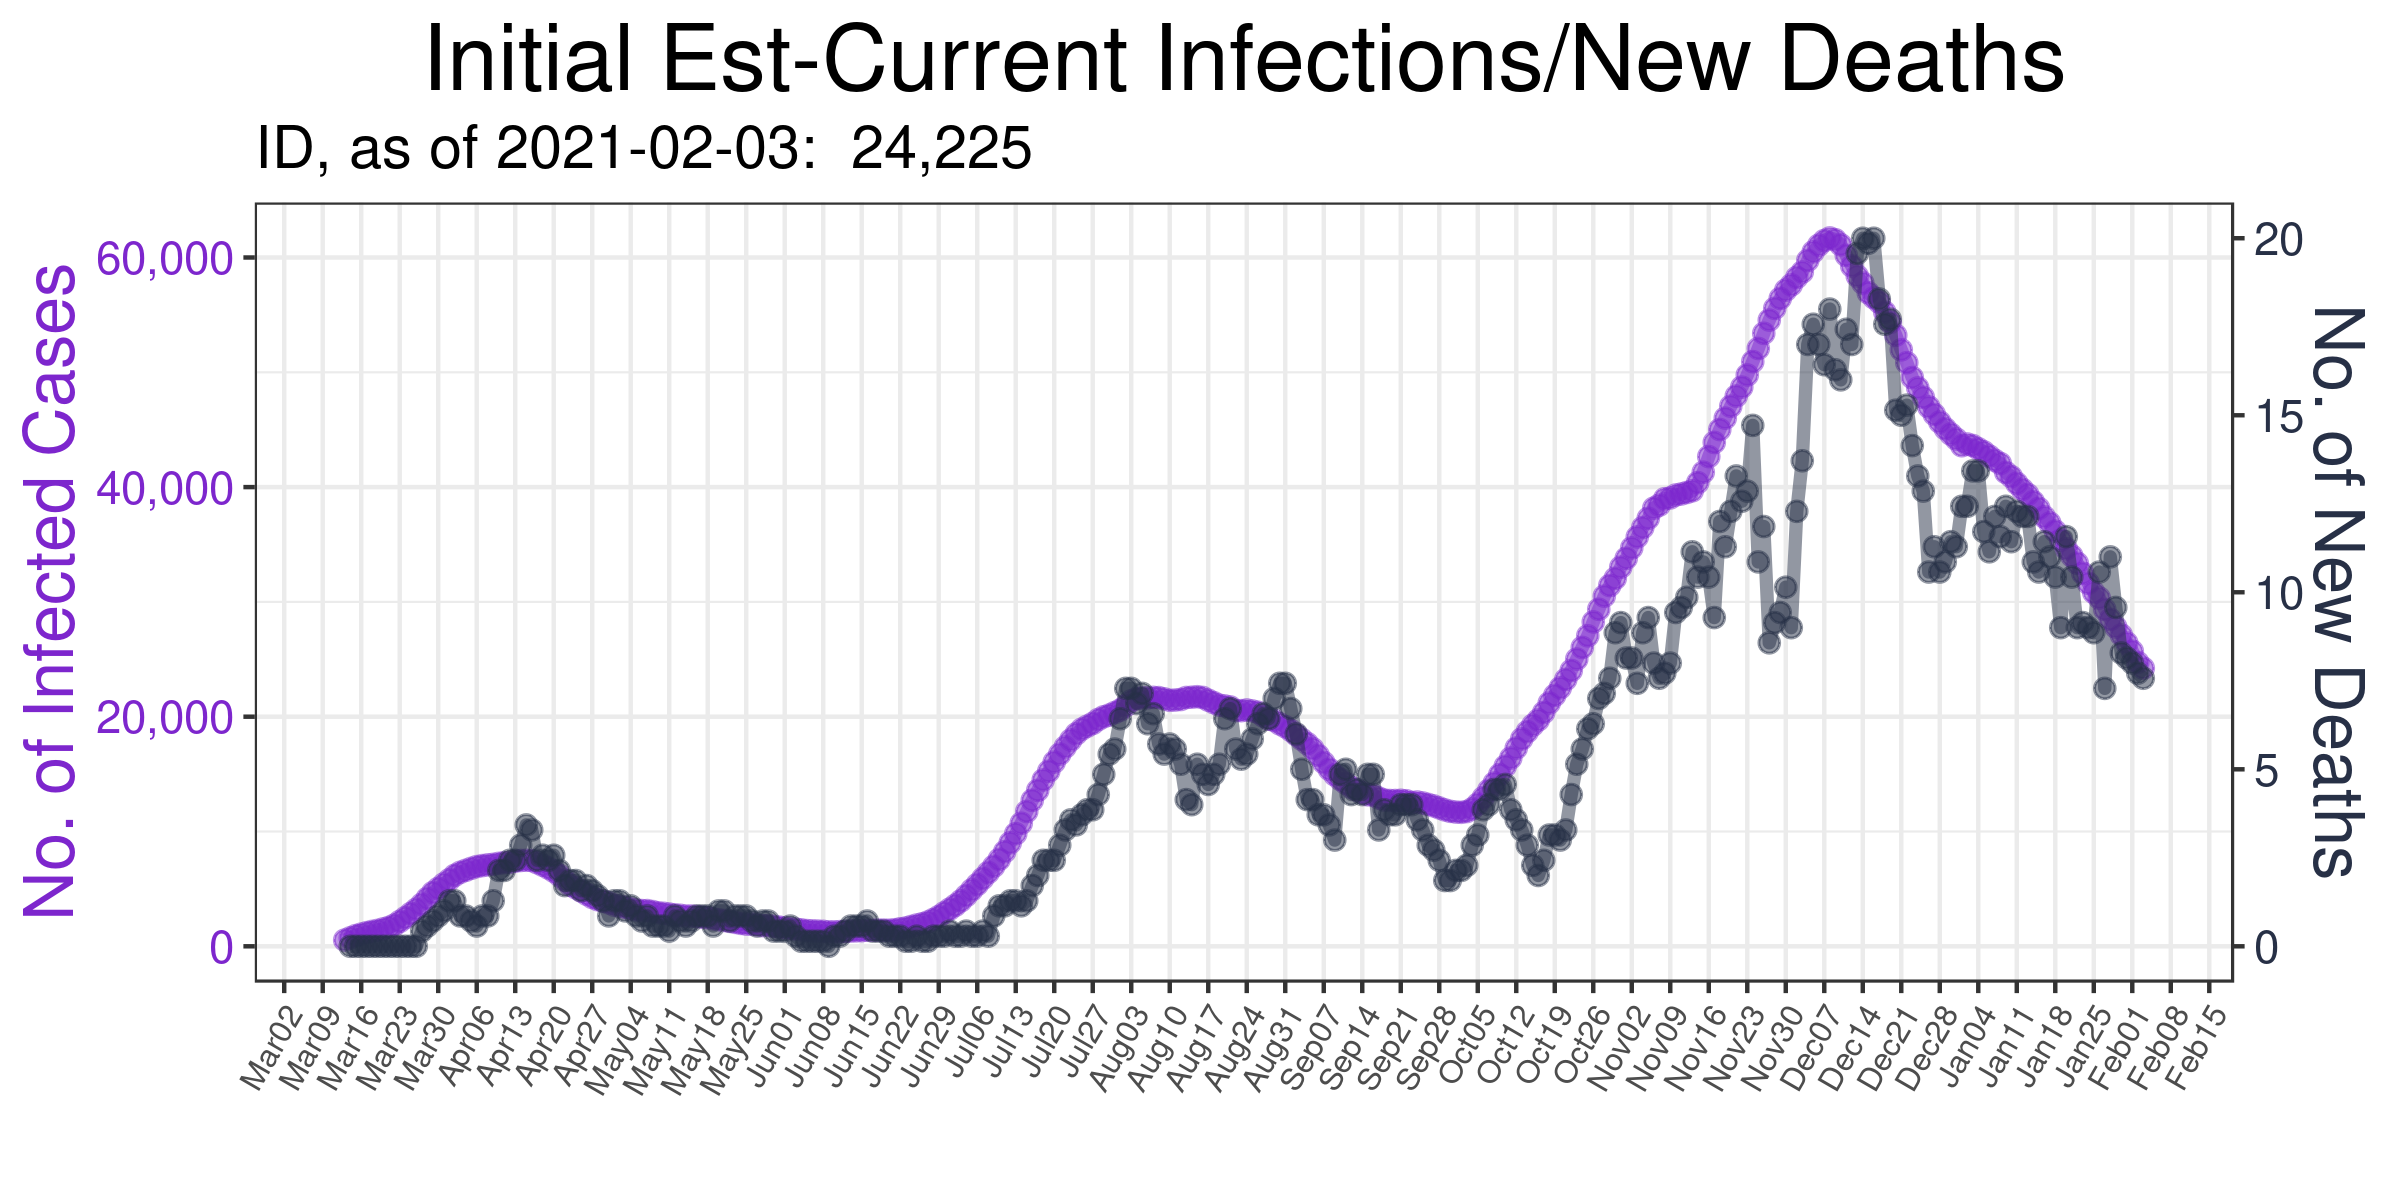 Initial Est-Current Infections/New Deaths
ID, as of 2021-02-03: 24,225
No. of Infected Cases
60,000
40,000
20,000
0
20
15
10
5
0
No. of New Deaths
Mar02
Mar09
Mar16
Mar23
Mar30
Apr06
Apr13
Apr20
Apr27
May04
May11
May18
May25
Jun01
Jun08
Jun15
Jun22
Jun29
Jul06
Jul13
Jul20
Jul27
Aug03
Aug10
Aug17
Aug24
Aug31
Sep07
Sep14
Sep21
Sep28
Oct05
Oct12
Oct19
Oct26
Nov02
Nov09
Nov16
Nov23
Nov30
Dec07
Dec14
Dec21
Dec28
Jan04
Jan11
Jan18
Jan25
Feb01
Feb08
Feb15